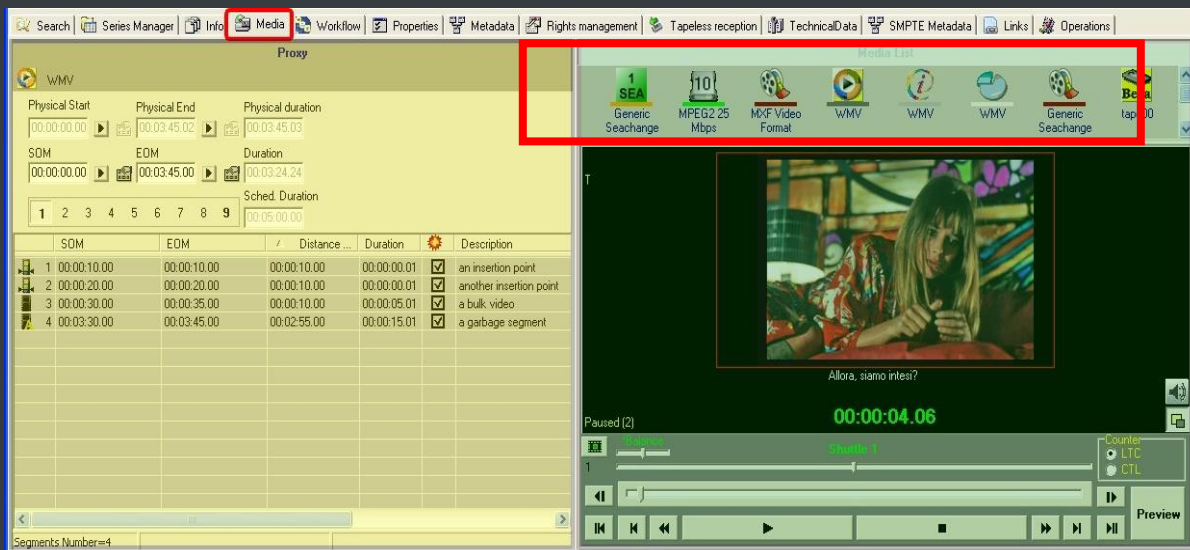 Search Series Manager Info Media Workflow Properties Metadata Rights management Tapeless reception TechnicalData SMPTE Metadata Links Operations
Proxy
WMV
Physical Start Physical End Physical duration
00:00:00.00 00:03:45.02 00:03:45.03
SOM EOM Duration
00:00:00.00 00:03:45.00 00:03:24.24
Sched. Duration
1 2 3 4 5 6 7 8 9 00:05:00.00
SOM EOM Distance ... Duration Description
1 00:00:10.00 00:00:10.00 00:00:10.00 00:00:00.01 an insertion point
2 00:00:20.00 00:00:20.00 00:00:10.00 00:00:00.01 another insertion point
3 00:00:30.00 00:00:35.00 00:00:10.00 00:00:05.01 a bulk video
4 00:03:30.00 00:03:45.00 00:02:55.00 00:00:15.01 a garbage segment
Segments Number=4
Media List
1 SEA 10 Beta
Generic Seachange MPEG2 25 Mbps MXF Video Format WMV WMV WMV Generic Seachange
T
Allora, siamo intesi?
Paused (2) 00:00:04.06
Balance Shuttle 1 Counter
1 LTC
CTL
Preview